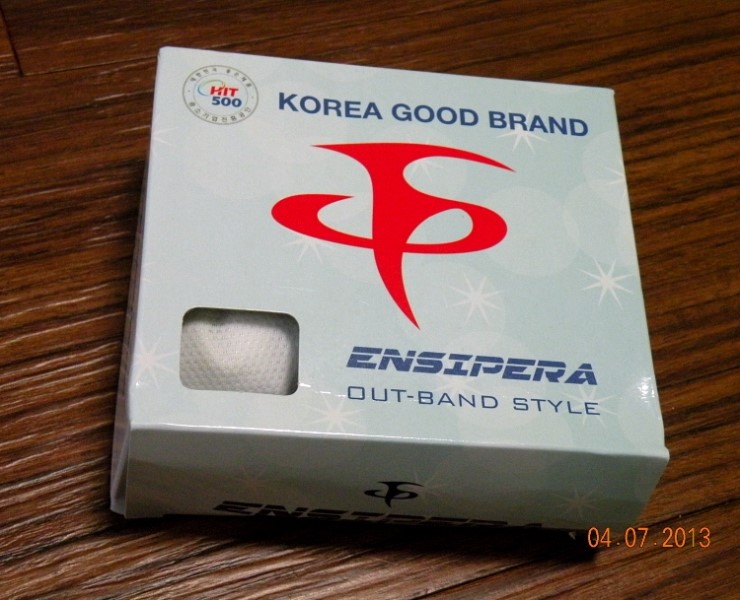 HIT
500
KOREA GOOD BRAND
ENSIPERA
OUT-BAND STYLE
ENSIPERA
04.07.2013